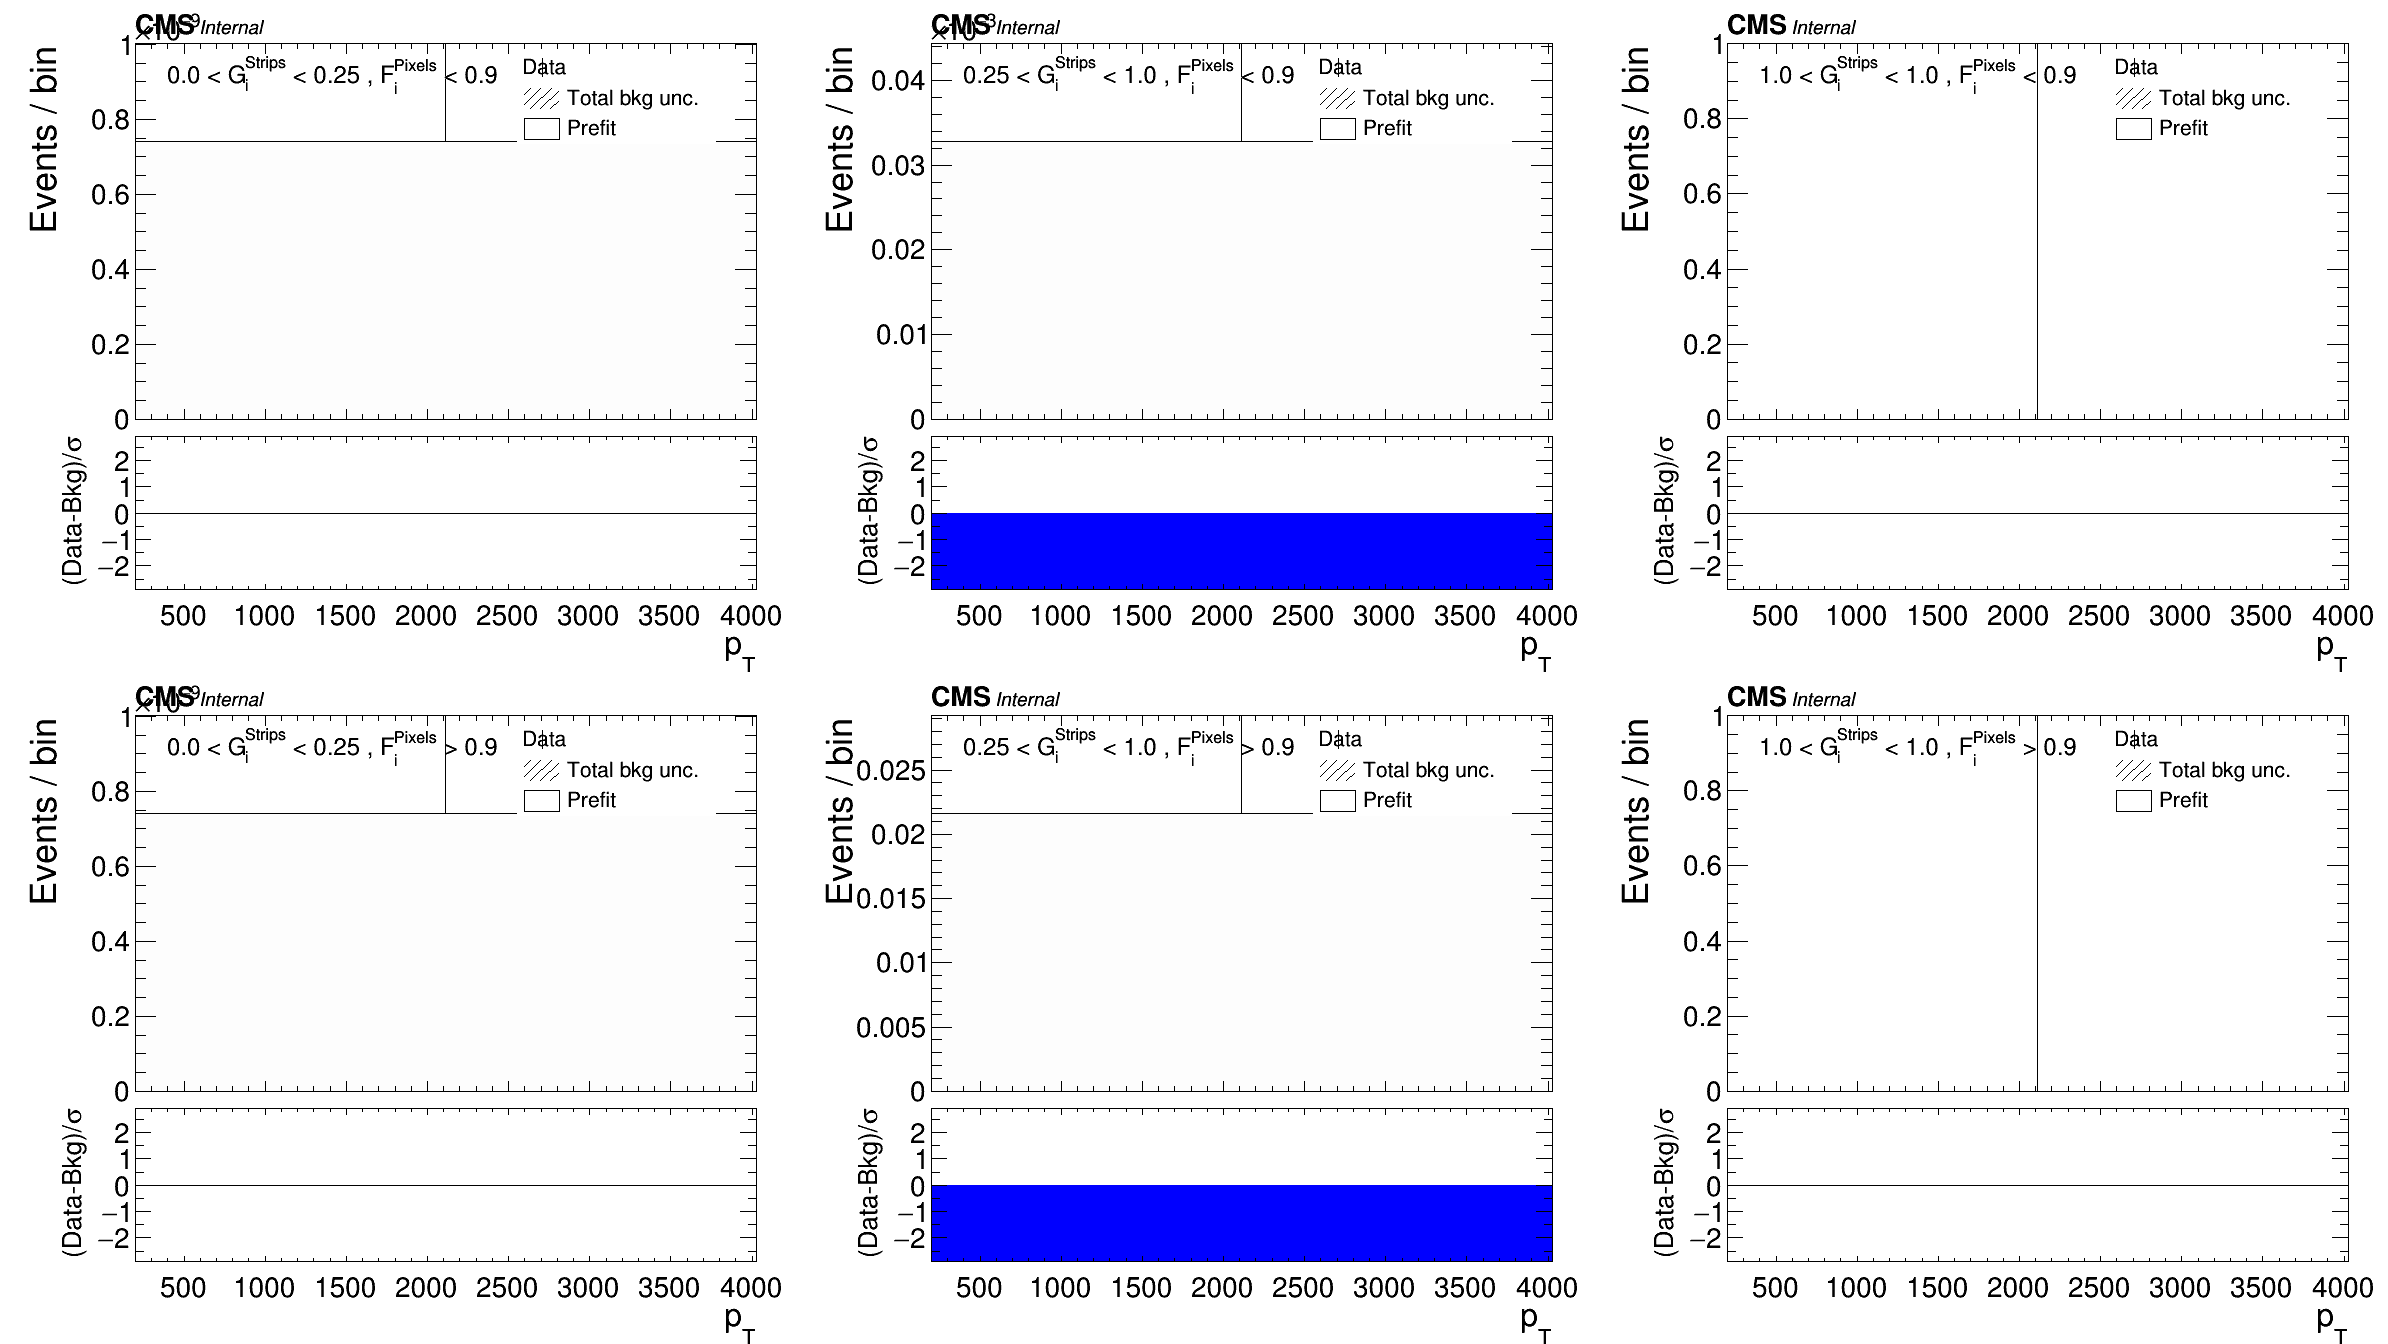 CMS Internal
×10⁻⁹
Events / bin
1
0.8
0.6
0.4
0.2
0
0.0 < G_i^Strips < 0.25 , F_i^Pixels < 0.9
Data
Total bkg unc.
Prefit
(Data-Bkg)/σ
2
1
0
−1
−2
500 1000 1500 2000 2500 3000 3500 4000
p_T
CMS Internal
×10⁻³
Events / bin
0.04
0.03
0.02
0.01
0
0.25 < G_i^Strips < 1.0 , F_i^Pixels < 0.9
Data
Total bkg unc.
Prefit
(Data-Bkg)/σ
2
1
0
−1
−2
500 1000 1500 2000 2500 3000 3500 4000
p_T
CMS Internal
Events / bin
1
0.8
0.6
0.4
0.2
0
1.0 < G_i^Strips < 1.0 , F_i^Pixels < 0.9
Data
Total bkg unc.
Prefit
(Data-Bkg)/σ
2
1
0
−1
−2
500 1000 1500 2000 2500 3000 3500 4000
p_T
CMS Internal
×10⁻⁹
Events / bin
1
0.8
0.6
0.4
0.2
0
0.0 < G_i^Strips < 0.25 , F_i^Pixels > 0.9
Data
Total bkg unc.
Prefit
(Data-Bkg)/σ
2
1
0
−1
−2
500 1000 1500 2000 2500 3000 3500 4000
p_T
CMS Internal
Events / bin
0.025
0.02
0.015
0.01
0.005
0
0.25 < G_i^Strips < 1.0 , F_i^Pixels > 0.9
Data
Total bkg unc.
Prefit
(Data-Bkg)/σ
2
1
0
−1
−2
500 1000 1500 2000 2500 3000 3500 4000
p_T
CMS Internal
Events / bin
1
0.8
0.6
0.4
0.2
0
1.0 < G_i^Strips < 1.0 , F_i^Pixels > 0.9
Data
Total bkg unc.
Prefit
(Data-Bkg)/σ
2
1
0
−1
−2
500 1000 1500 2000 2500 3000 3500 4000
p_T